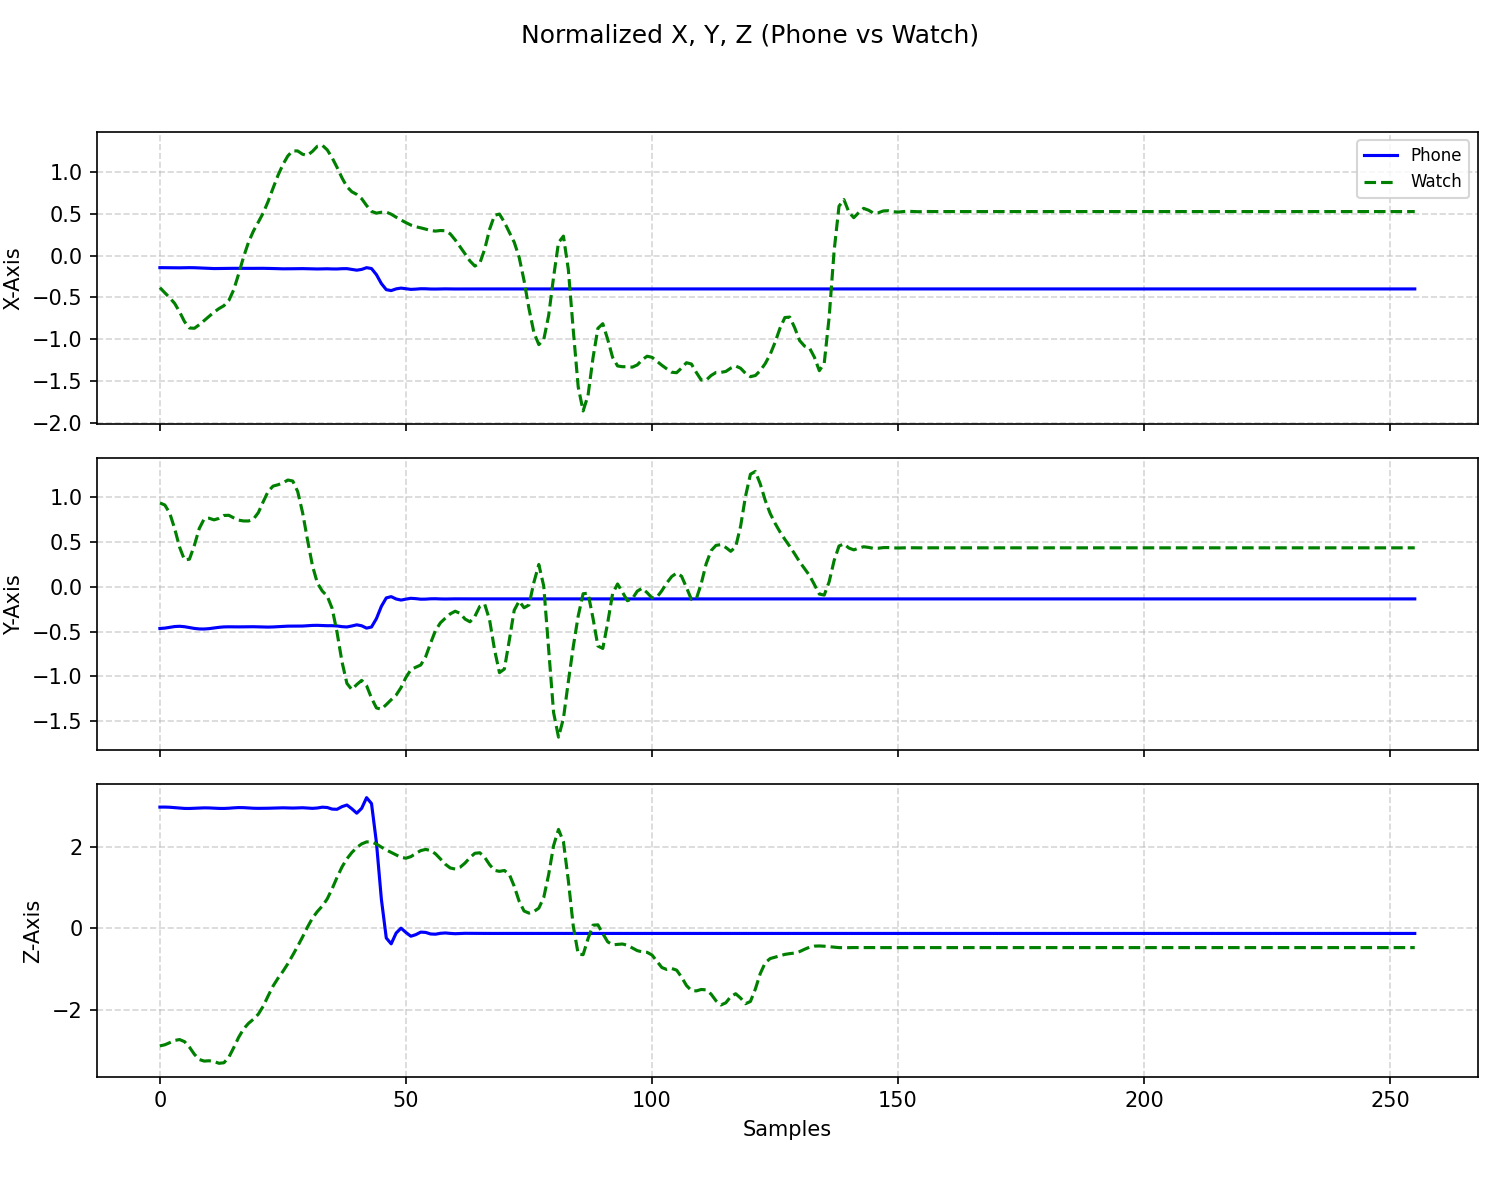 Normalized X, Y, Z (Phone vs Watch)
X-Axis
1.0
0.5
0.0
−0.5
−1.0
−1.5
−2.0
Phone
Watch
Y-Axis
1.0
0.5
0.0
−0.5
−1.0
−1.5
Z-Axis
2
0
−2
0 50 100 150 200 250
Samples